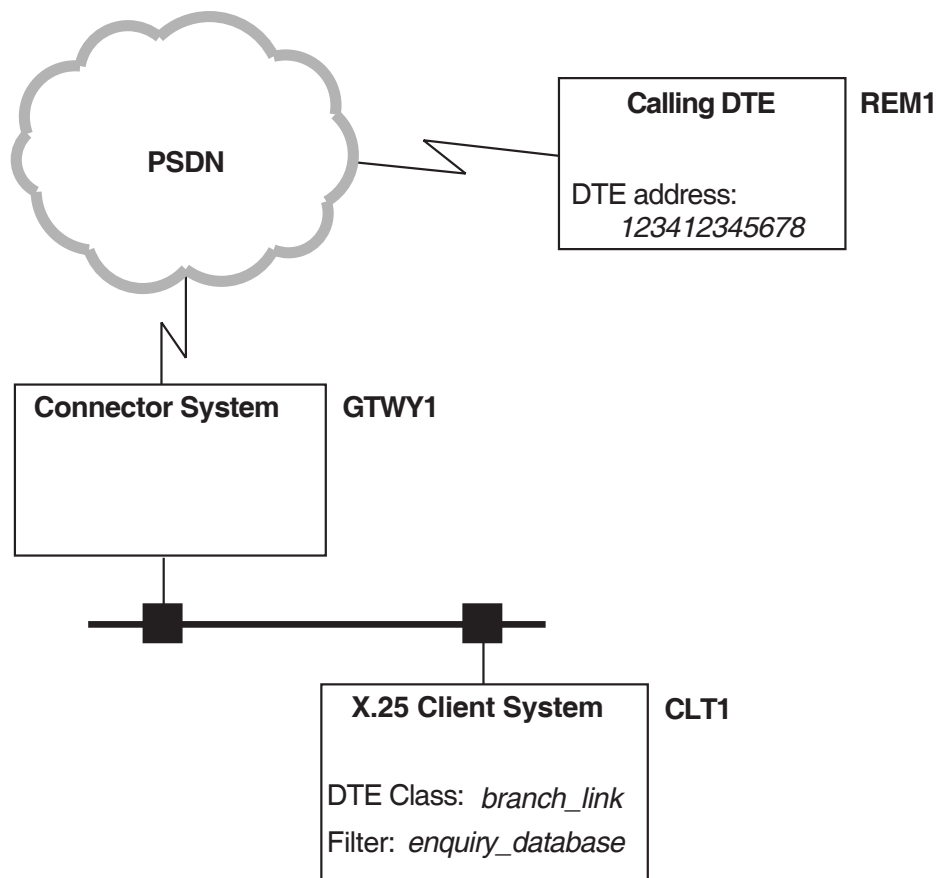 PSDN
Calling DTE
REM1
DTE address:
123412345678
Connector System
GTWY1
X.25 Client System
CLT1
DTE Class: branch_link
Filter: enquiry_database